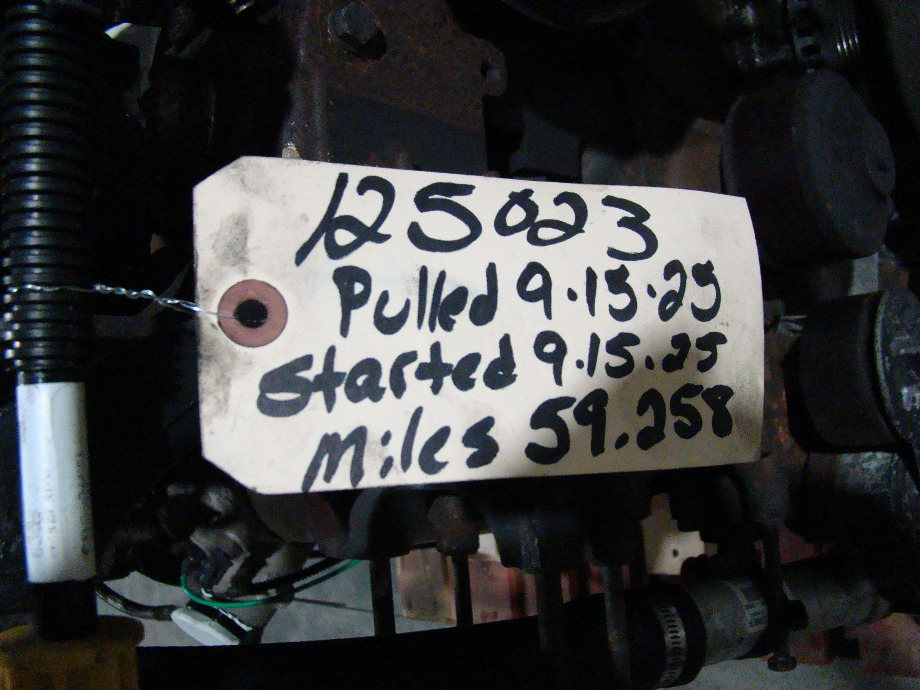 125023
Pulled 9.15.25
Started 9.15.25
Miles 59.258